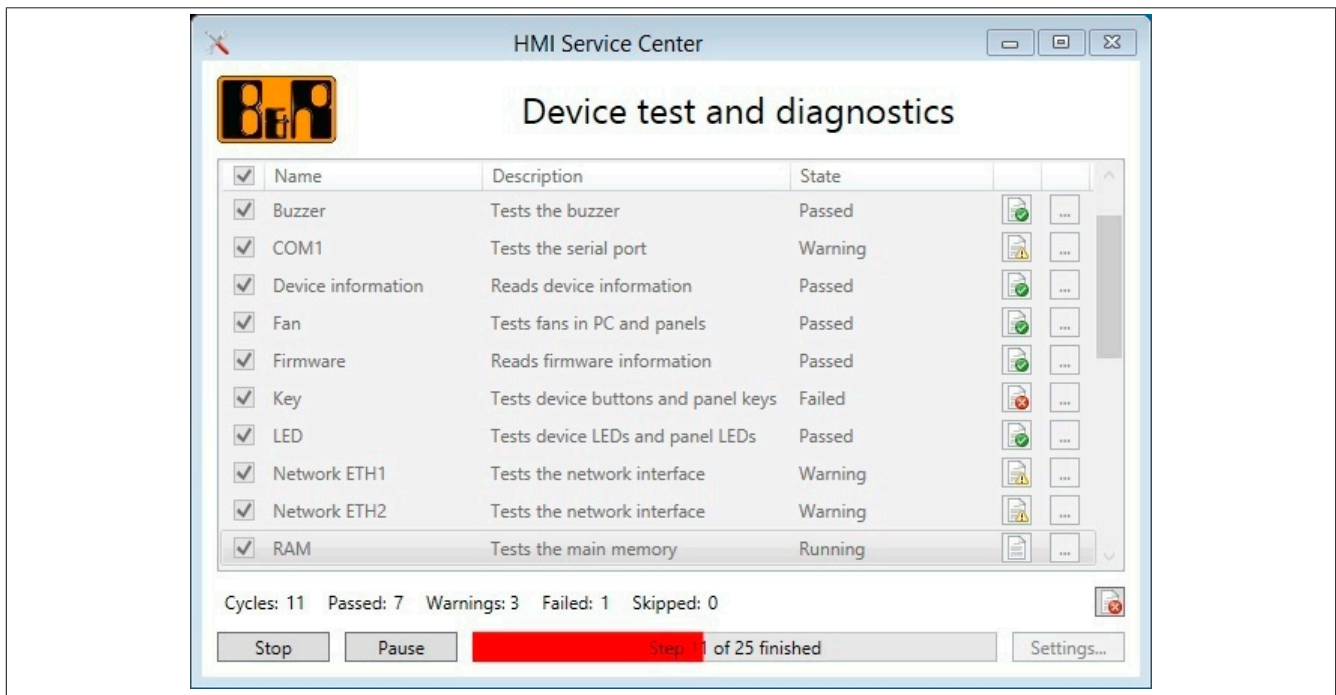 HMI Service Center
B&R
Device test and diagnostics
Name Description State
Buzzer Tests the buzzer Passed ...
COM1 Tests the serial port Warning ...
Device information Reads device information Passed ...
Fan Tests fans in PC and panels Passed ...
Firmware Reads firmware information Passed ...
Key Tests device buttons and panel keys Failed ...
LED Tests device LEDs and panel LEDs Passed ...
Network ETH1 Tests the network interface Warning ...
Network ETH2 Tests the network interface Warning ...
RAM Tests the main memory Running ...
Cycles: 11 Passed: 7 Warnings: 3 Failed: 1 Skipped: 0
Stop Pause Step 11 of 25 finished Settings...